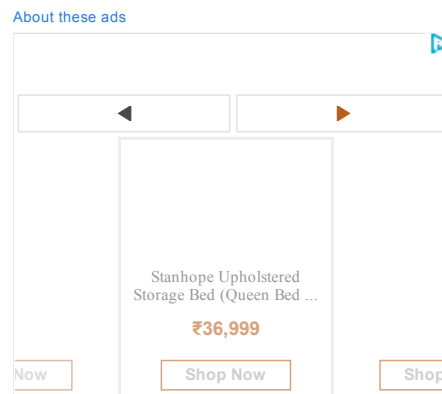 About these ads
Stanhope Upholstered
Storage Bed (Queen Bed ...
₹36,999
Now
Shop Now
Shop